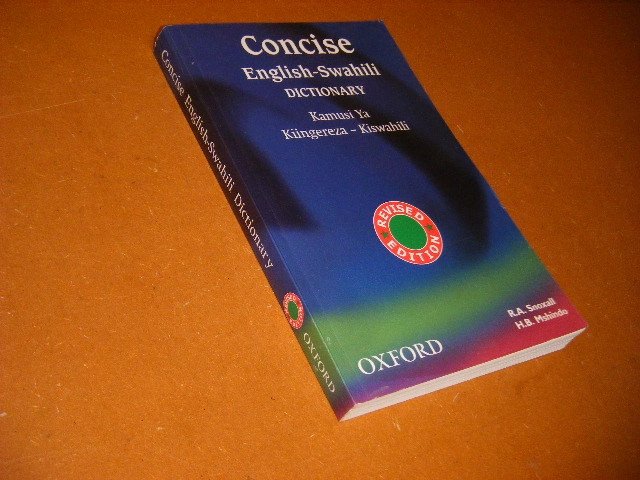 Concise
English-Swahili
DICTIONARY
Kamusi Ya
Kiingereza – Kiswahili
REVISED
EDITION
R.A. Snoxall
H.B. Mshindo
OXFORD
Concise English-Swahili Dictionary
OXFORD